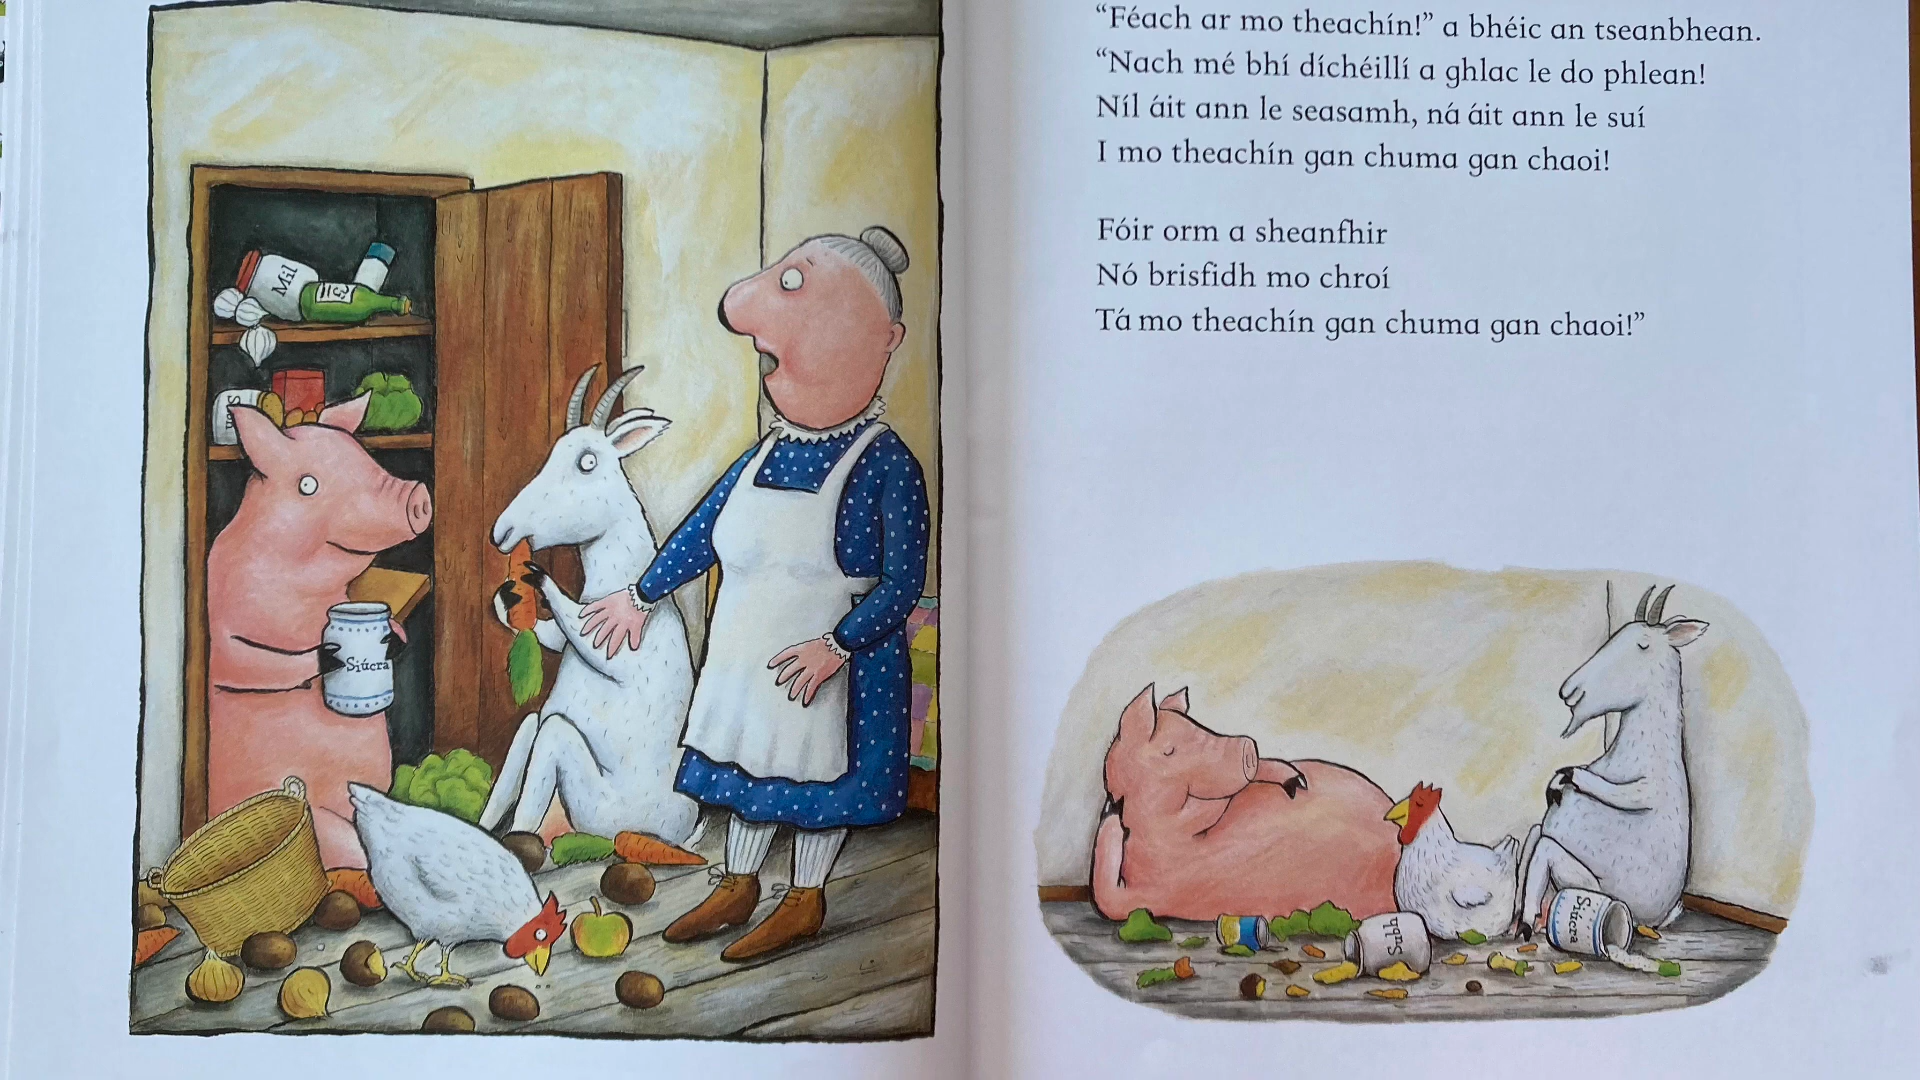 Mil
Siúcra
“Féach ar mo theachín!” a bhéic an tseanbhean.
“Nach mé bhí díchéillí a ghlac le do phlean!
Níl áit ann le seasamh, ná áit ann le suí
I mo theachín gan chuma gan chaoi!
Fóir orm a sheanfhir
Nó brisfidh mo chroí
Tá mo theachín gan chuma gan chaoi!”
Subh
Siúcra